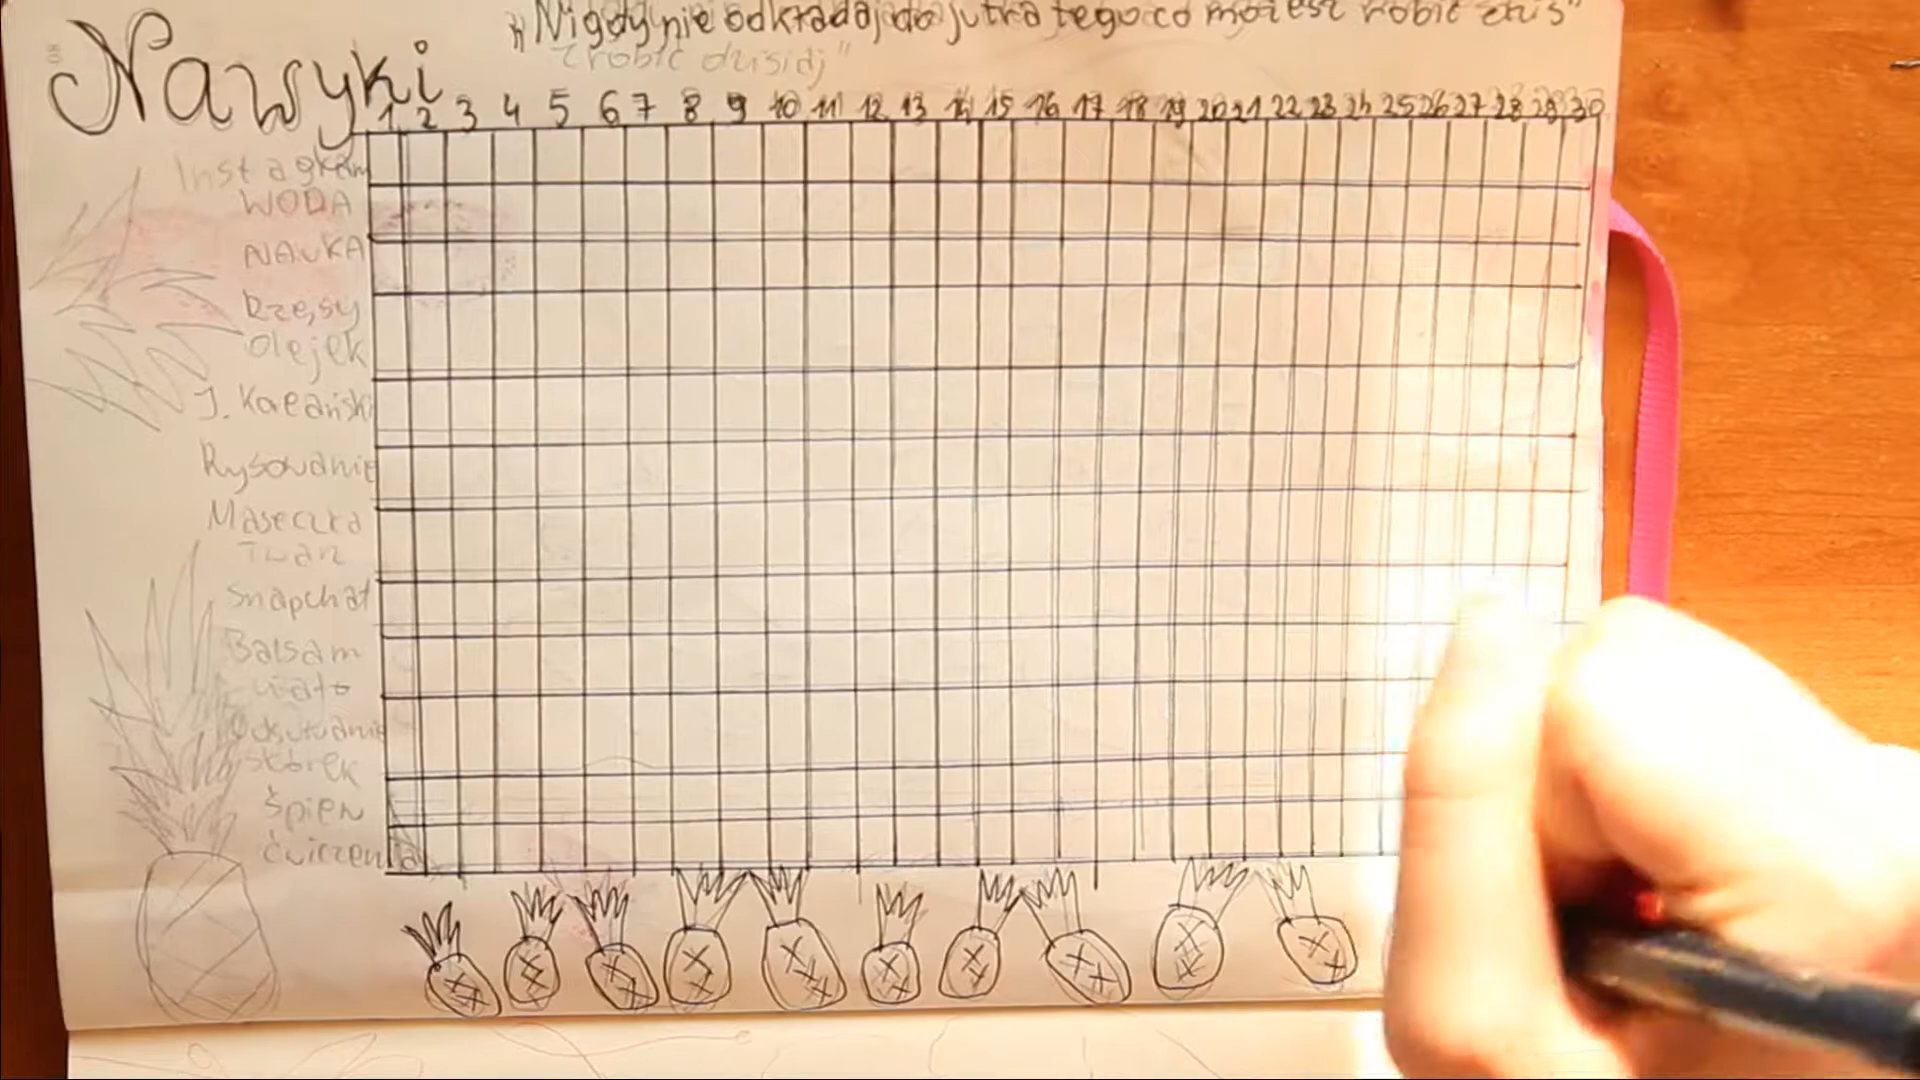 Nawyki
„Nigdy nie odkładaj do jutra tego co możesz robić dziś"
zrobić dzisiaj"
1 2 3 4 5 6 7 8 9 10 11 12 13 14 15 16 17 18 19 20 21 22 23 24 25 26 27 28 29 30
Instagram
WODA
NAUKA
Rzęsy
olejek
J. Koreański
Rysowanie
Maseczka
Twarz
Snapchat
Balsam
ciało
Odsuwanie
skórek
Śpiew
Ćwiczenia